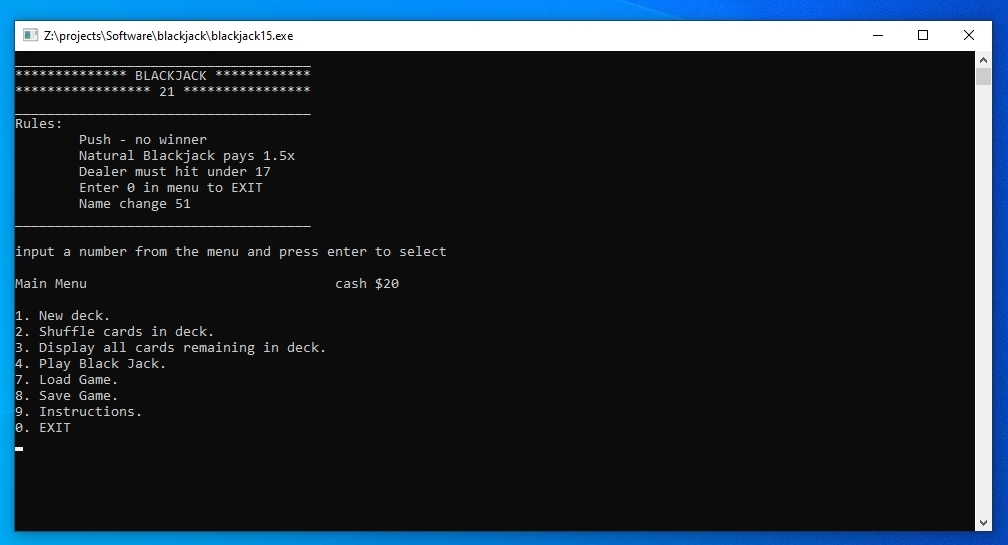 Z:\projects\Software\blackjack\blackjack15.exe
_____________________________________
************** BLACKJACK ************
***************** 21 ****************
_____________________________________
Rules:
Push - no winner
Natural Blackjack pays 1.5x
Dealer must hit under 17
Enter 0 in menu to EXIT
Name change 51
_____________________________________
input a number from the menu and press enter to select
Main Menu cash $20
1. New deck.
2. Shuffle cards in deck.
3. Display all cards remaining in deck.
4. Play Black Jack.
7. Load Game.
8. Save Game.
9. Instructions.
0. EXIT